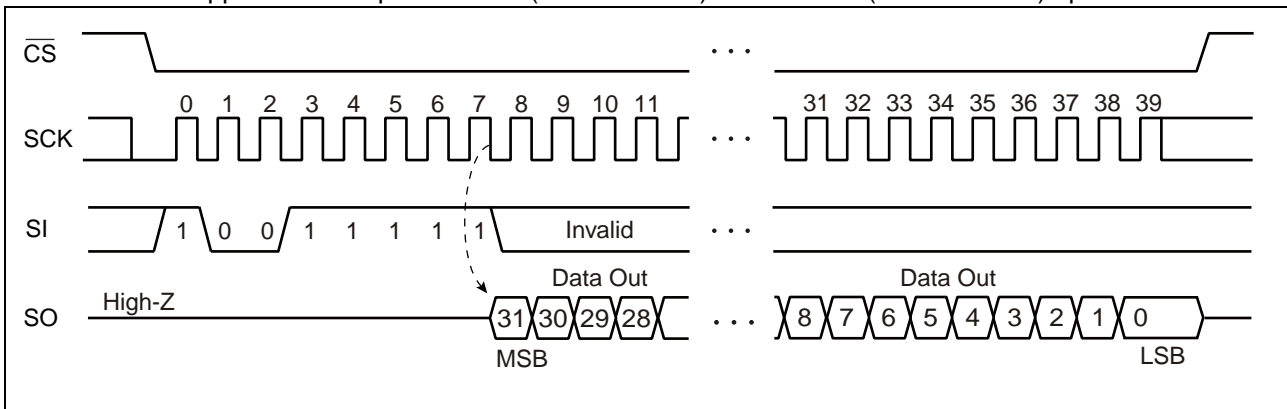 CS
0 1 2 3 4 5 6 7 8 9 10 11 31 32 33 34 35 36 37 38 39
SCK
SI 1 0 0 1 1 1 1 1 Invalid
Data Out Data Out
High-Z
SO 31 30 29 28 8 7 6 5 4 3 2 1 0
MSB LSB